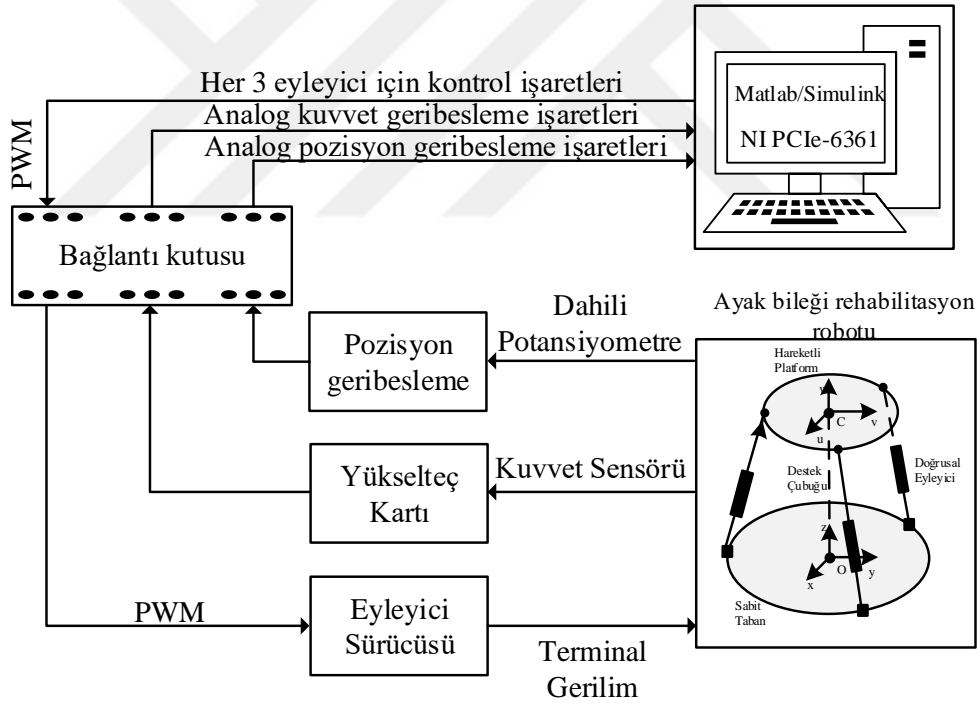 Her 3 eyleyici için kontrol işaretleri
Analog kuvvet geribesleme işaretleri
Analog pozisyon geribesleme işaretleri
PWM
Matlab/Simulink
NI PCIe-6361
Bağlantı kutusu
Dahili
Potansiyometre
Pozisyon
geribesleme
Kuvvet Sensörü
Yükselteç
Kartı
PWM
Eyleyici
Sürücüsü
Terminal
Gerilim
Ayak bileği rehabilitasyon
robotu
Hareketli
Platform
w
C
v
u
Destek
Çubuğu
Doğrusal
Eyleyici
z
O
y
x
Sabit
Taban